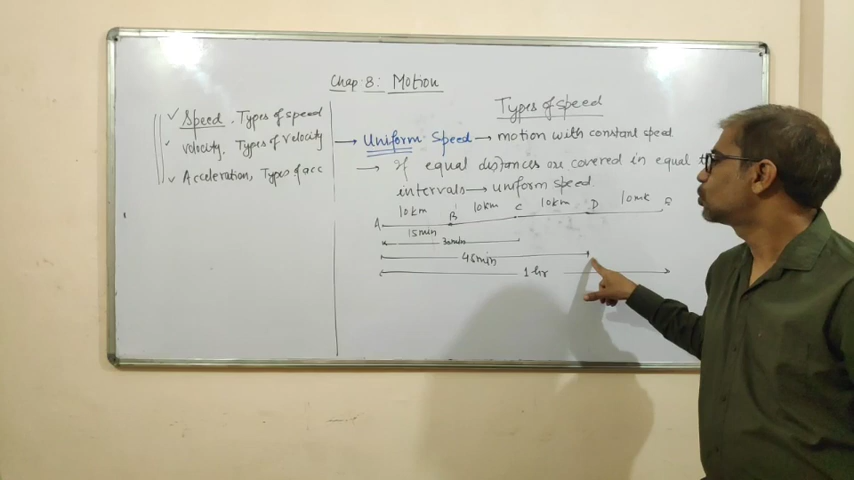 Chap. 8: Motion
✓ Speed. Types of speed
Velocity, Types of velocity
✓ Acceleration, Types of acc
Types of speed
→ Uniform Speed → motion with constant speed
→ If equal distances are covered in equal
intervals → uniform speed
10km 10km 10km
A B C D
15min
30min
45min
1 hr